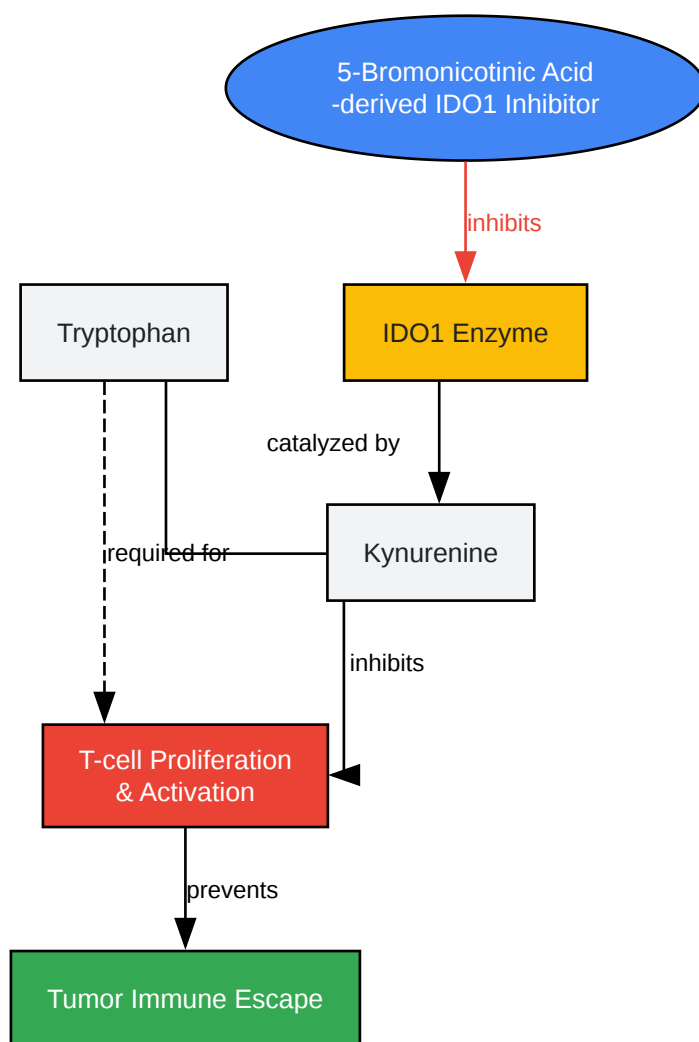 5-Bromonicotinic Acid
-derived IDO1 Inhibitor
inhibits
Tryptophan
IDO1 Enzyme
catalyzed by
Kynurenine
required for
inhibits
T-cell Proliferation
& Activation
prevents
Tumor Immune Escape